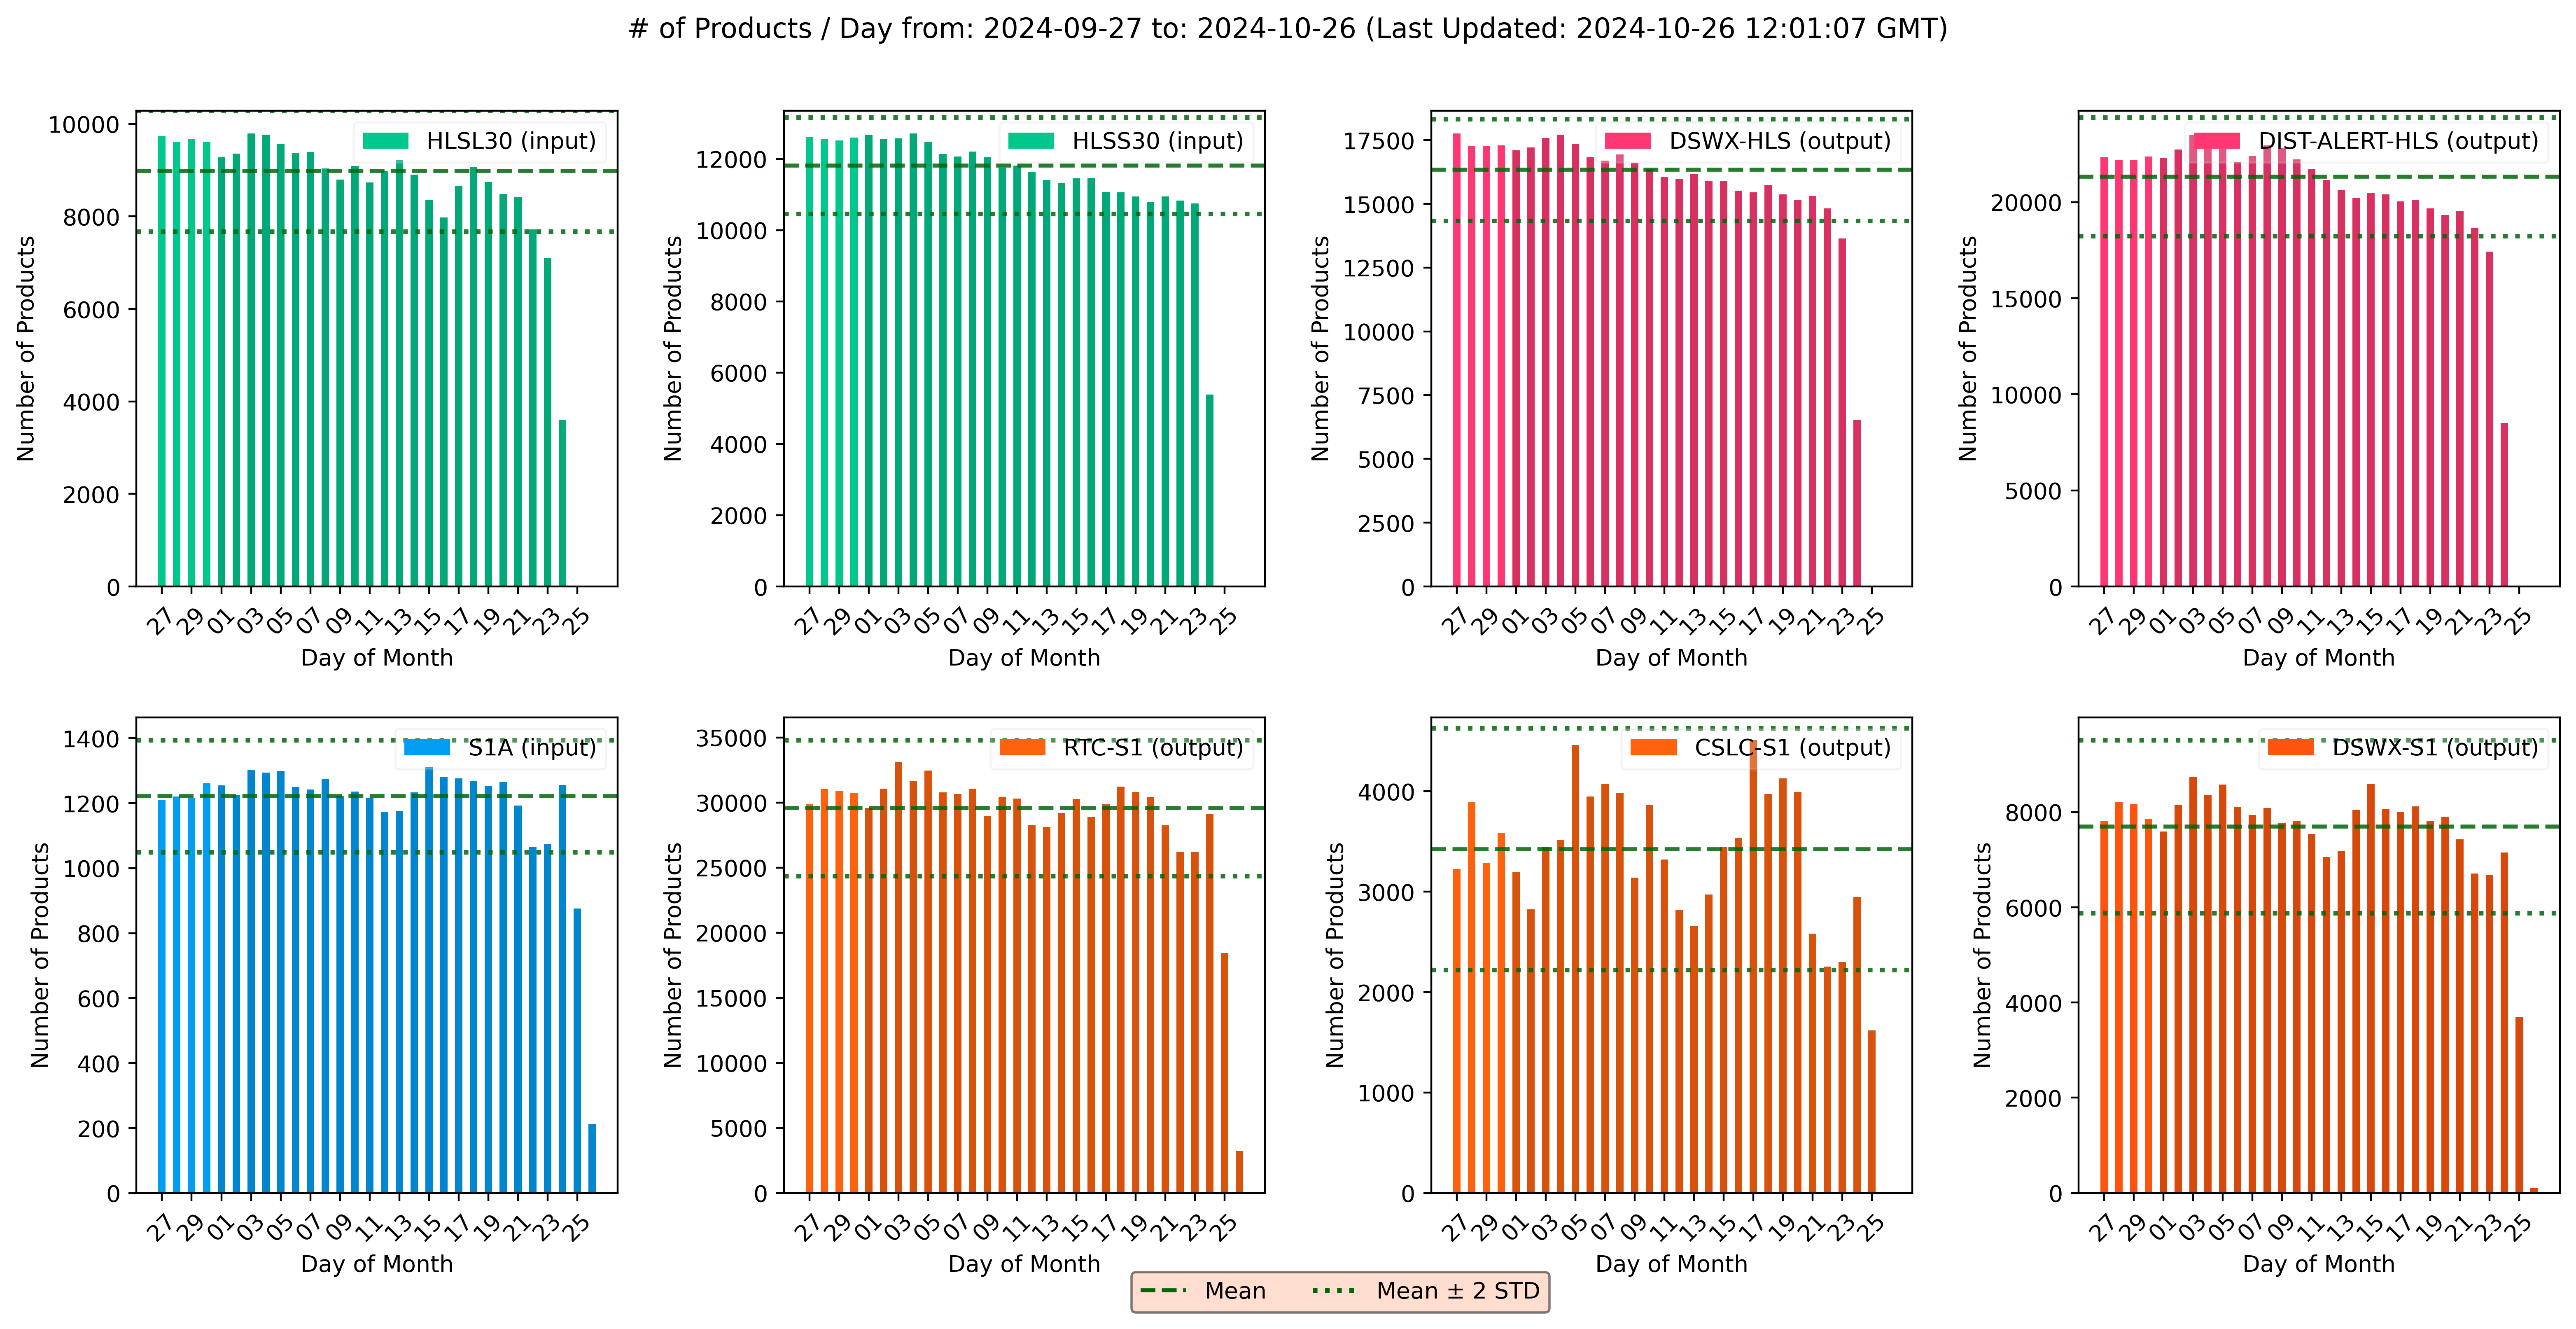 # of Products / Day from: 2024-09-27 to: 2024-10-26 (Last Updated: 2024-10-26 12:01:07 GMT)
HLSL30 (input)
Number of Products
10000
8000
6000
4000
2000
0
27 29 01 03 05 07 09 11 13 15 17 19 21 23 25
Day of Month
HLSS30 (input)
Number of Products
12000
10000
8000
6000
4000
2000
0
27 29 01 03 05 07 09 11 13 15 17 19 21 23 25
Day of Month
DSWX-HLS (output)
Number of Products
17500
15000
12500
10000
7500
5000
2500
0
27 29 01 03 05 07 09 11 13 15 17 19 21 23 25
Day of Month
DIST-ALERT-HLS (output)
Number of Products
20000
15000
10000
5000
0
27 29 01 03 05 07 09 11 13 15 17 19 21 23 25
Day of Month
S1A (input)
Number of Products
1400
1200
1000
800
600
400
200
0
27 29 01 03 05 07 09 11 13 15 17 19 21 23 25
Day of Month
RTC-S1 (output)
Number of Products
35000
30000
25000
20000
15000
10000
5000
0
27 29 01 03 05 07 09 11 13 15 17 19 21 23 25
Day of Month
CSLC-S1 (output)
Number of Products
4000
3000
2000
1000
0
27 29 01 03 05 07 09 11 13 15 17 19 21 23 25
Day of Month
DSWX-S1 (output)
Number of Products
8000
6000
4000
2000
0
27 29 01 03 05 07 09 11 13 15 17 19 21 23 25
Day of Month
Mean
Mean ± 2 STD